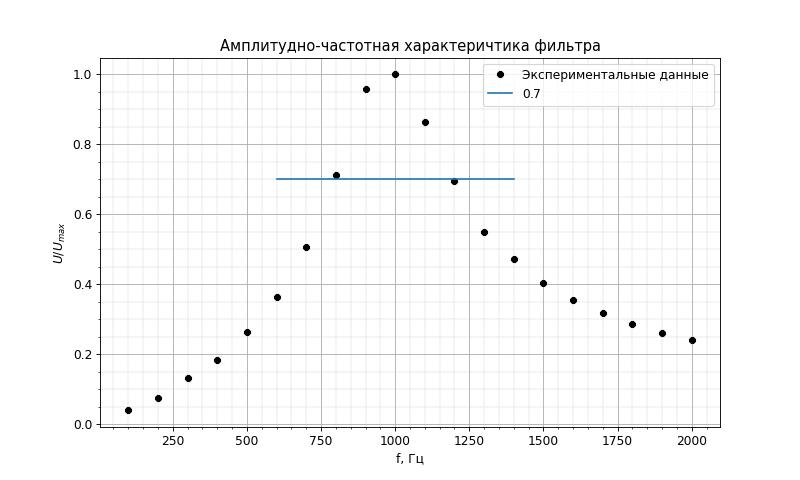 Амплитудно-частотная характеричтика фильтра
Экспериментальные данные
0.7
1.0
0.8
0.6
0.4
0.2
0.0
U/U_max
250 500 750 1000 1250 1500 1750 2000
f, Гц